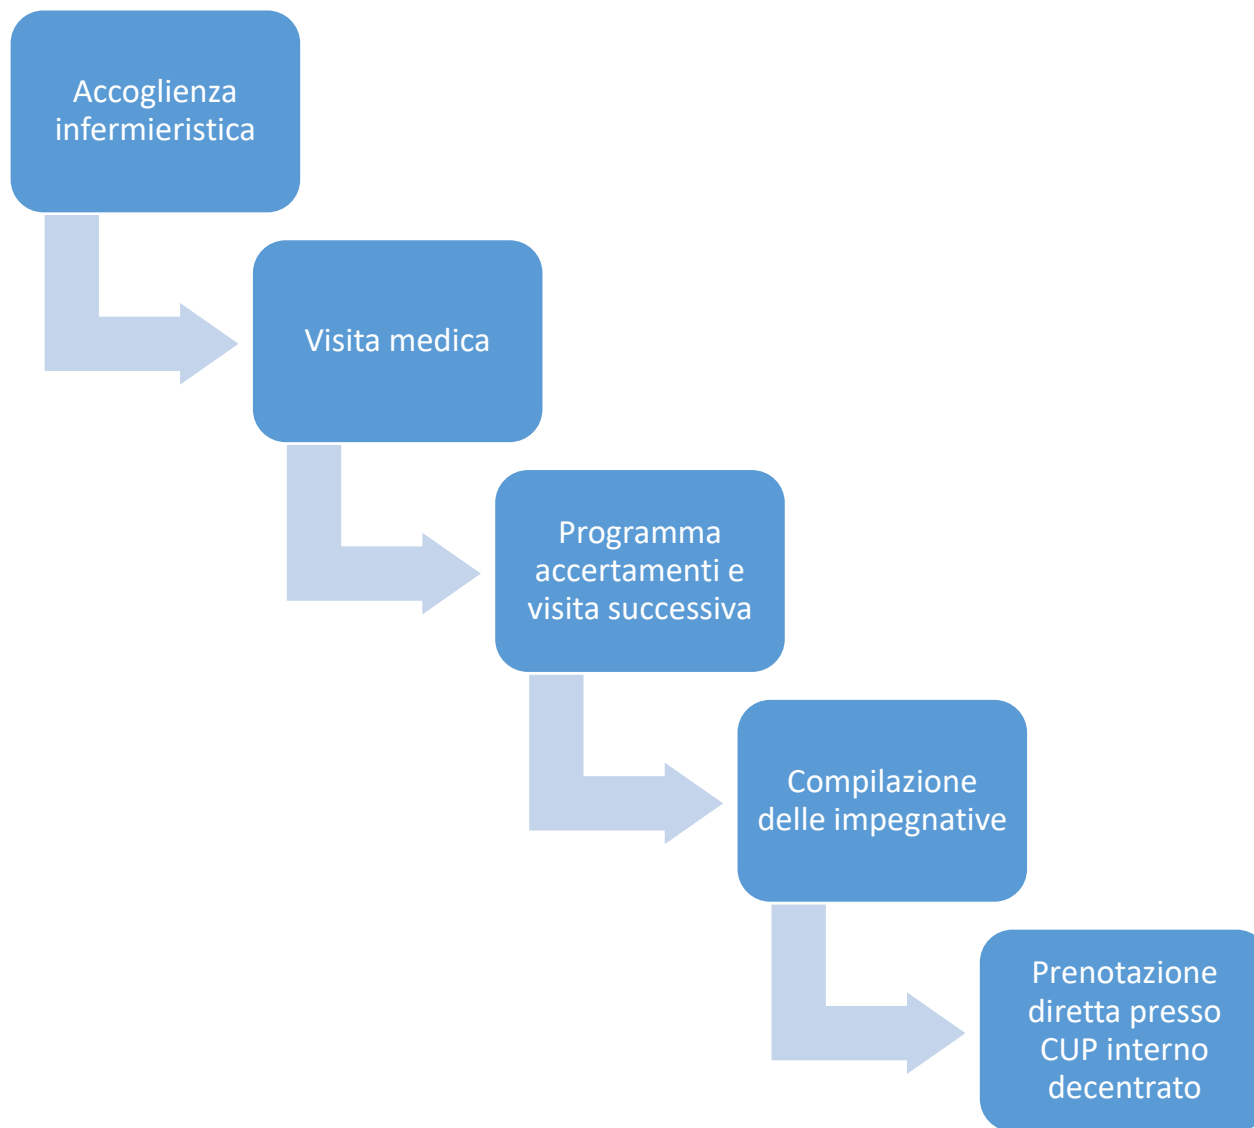 Accoglienza
infermieristica
Visita medica
Programma
accertamenti e
visita successiva
Compilazione
delle impegnative
Prenotazione
diretta presso
CUP interno
decentrato